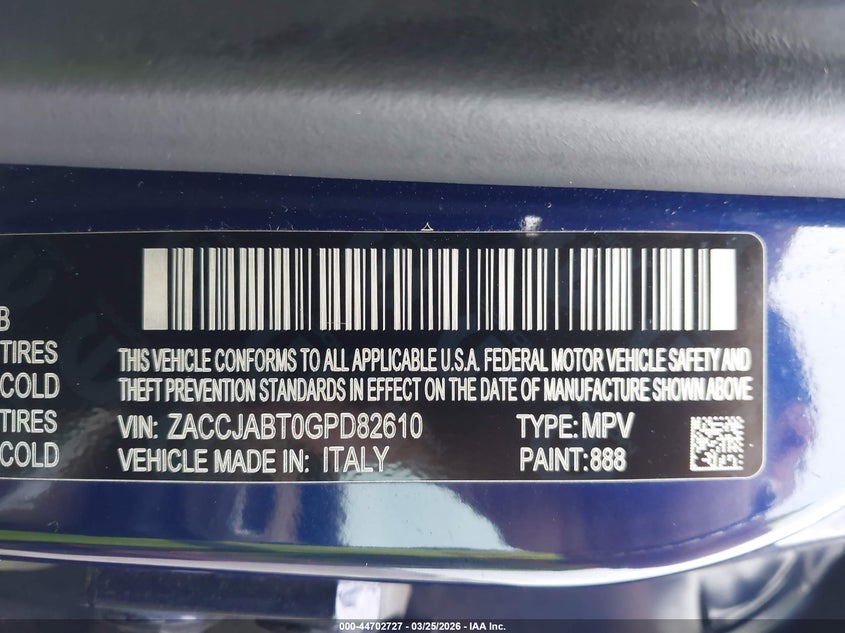 B
TIRES
COLD
TIRES
COLD
THIS VEHICLE CONFORMS TO ALL APPLICABLE U.S.A. FEDERAL MOTOR VEHICLE SAFETY AND
THEFT PREVENTION STANDARDS IN EFFECT ON THE DATE OF MANUFACTURE SHOWN ABOVE
VIN: ZACCJABT0GPD82610 TYPE: MPV
VEHICLE MADE IN: ITALY PAINT:888
000-44702727 - 03/25/2026 - IAA Inc.